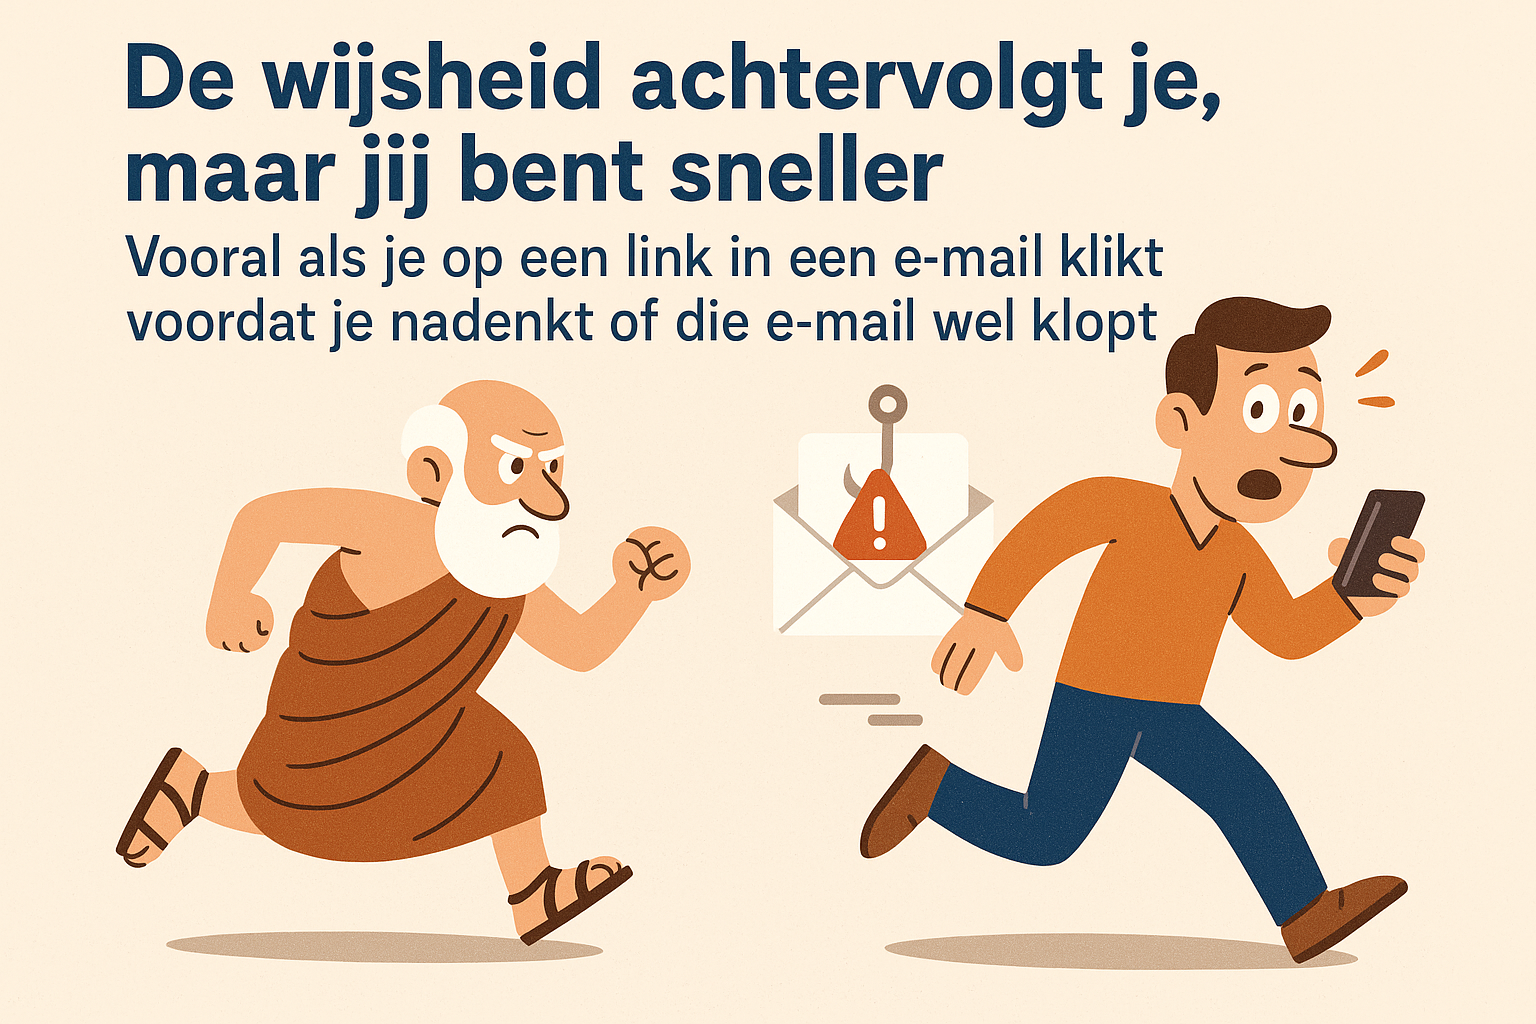 De wijsheid achtervolgt je,
maar jij bent sneller
Vooral als je op een link in een e-mail klikt
voordat je nadenkt of die e-mail wel klopt
!